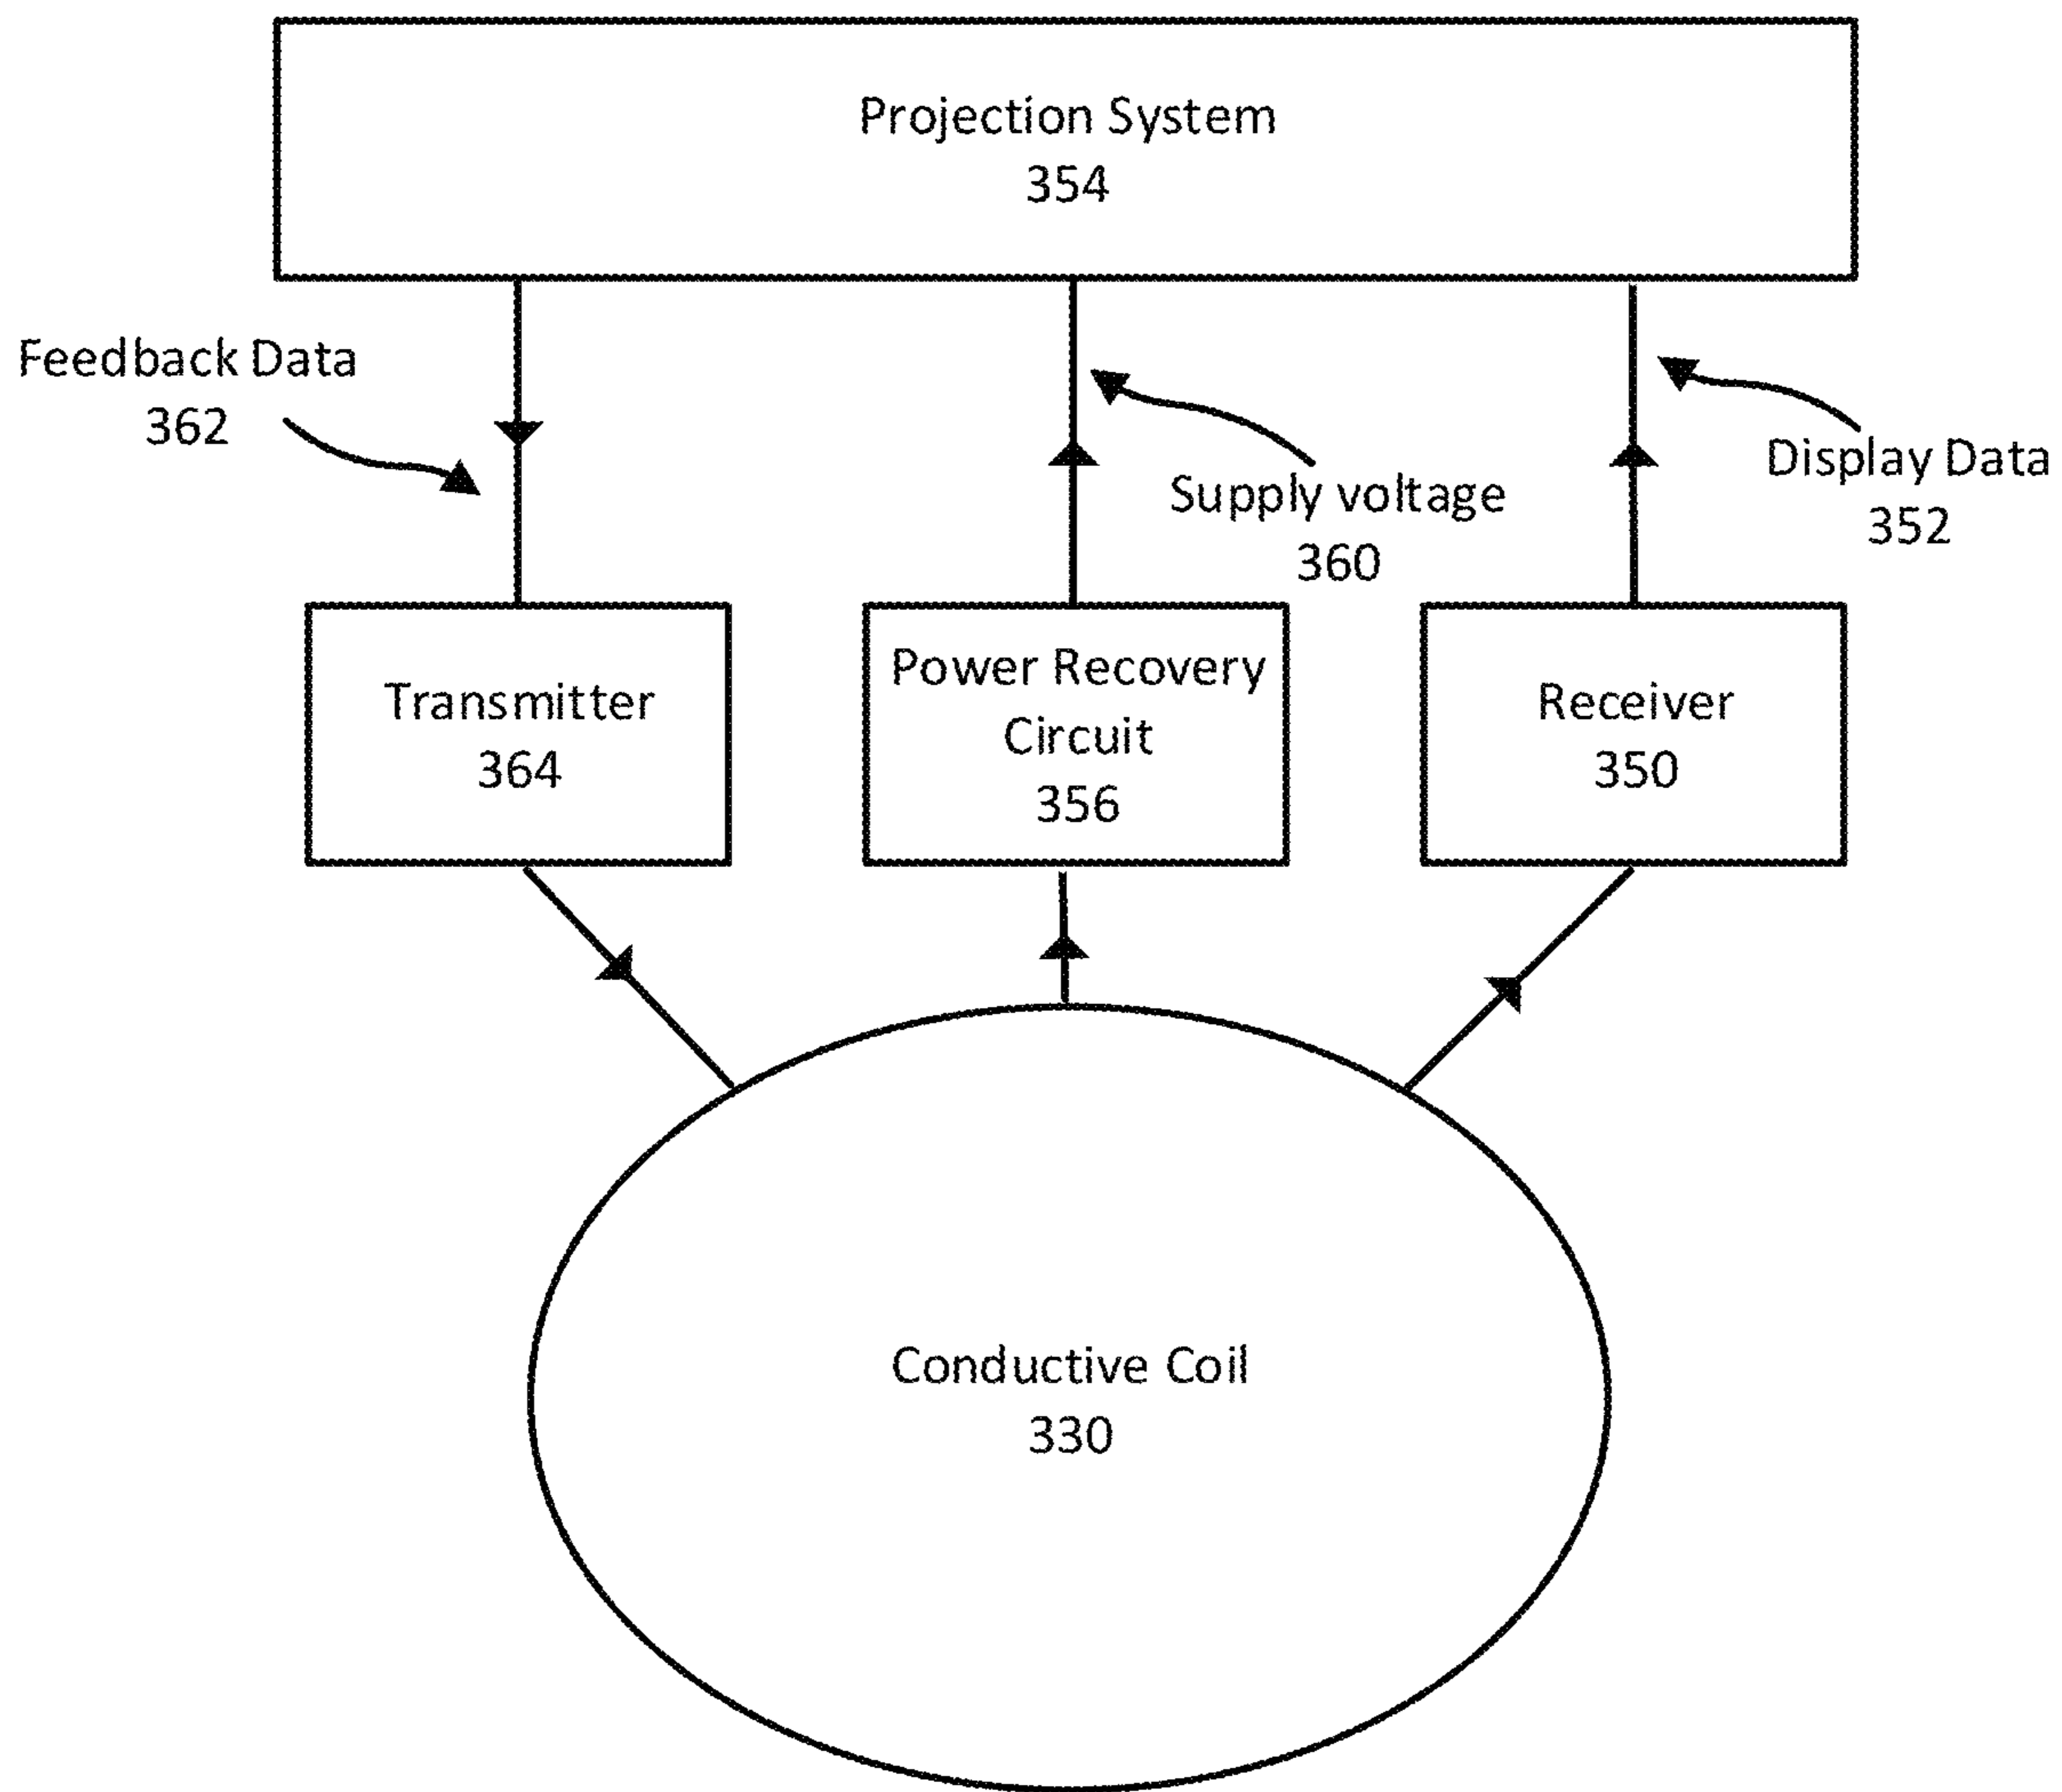 Projection System
354
Feedback Data
362
Supply voltage
360
Display Data
352
Transmitter
364
Power Recovery
Circuit
356
Receiver
350
Conductive Coil
330